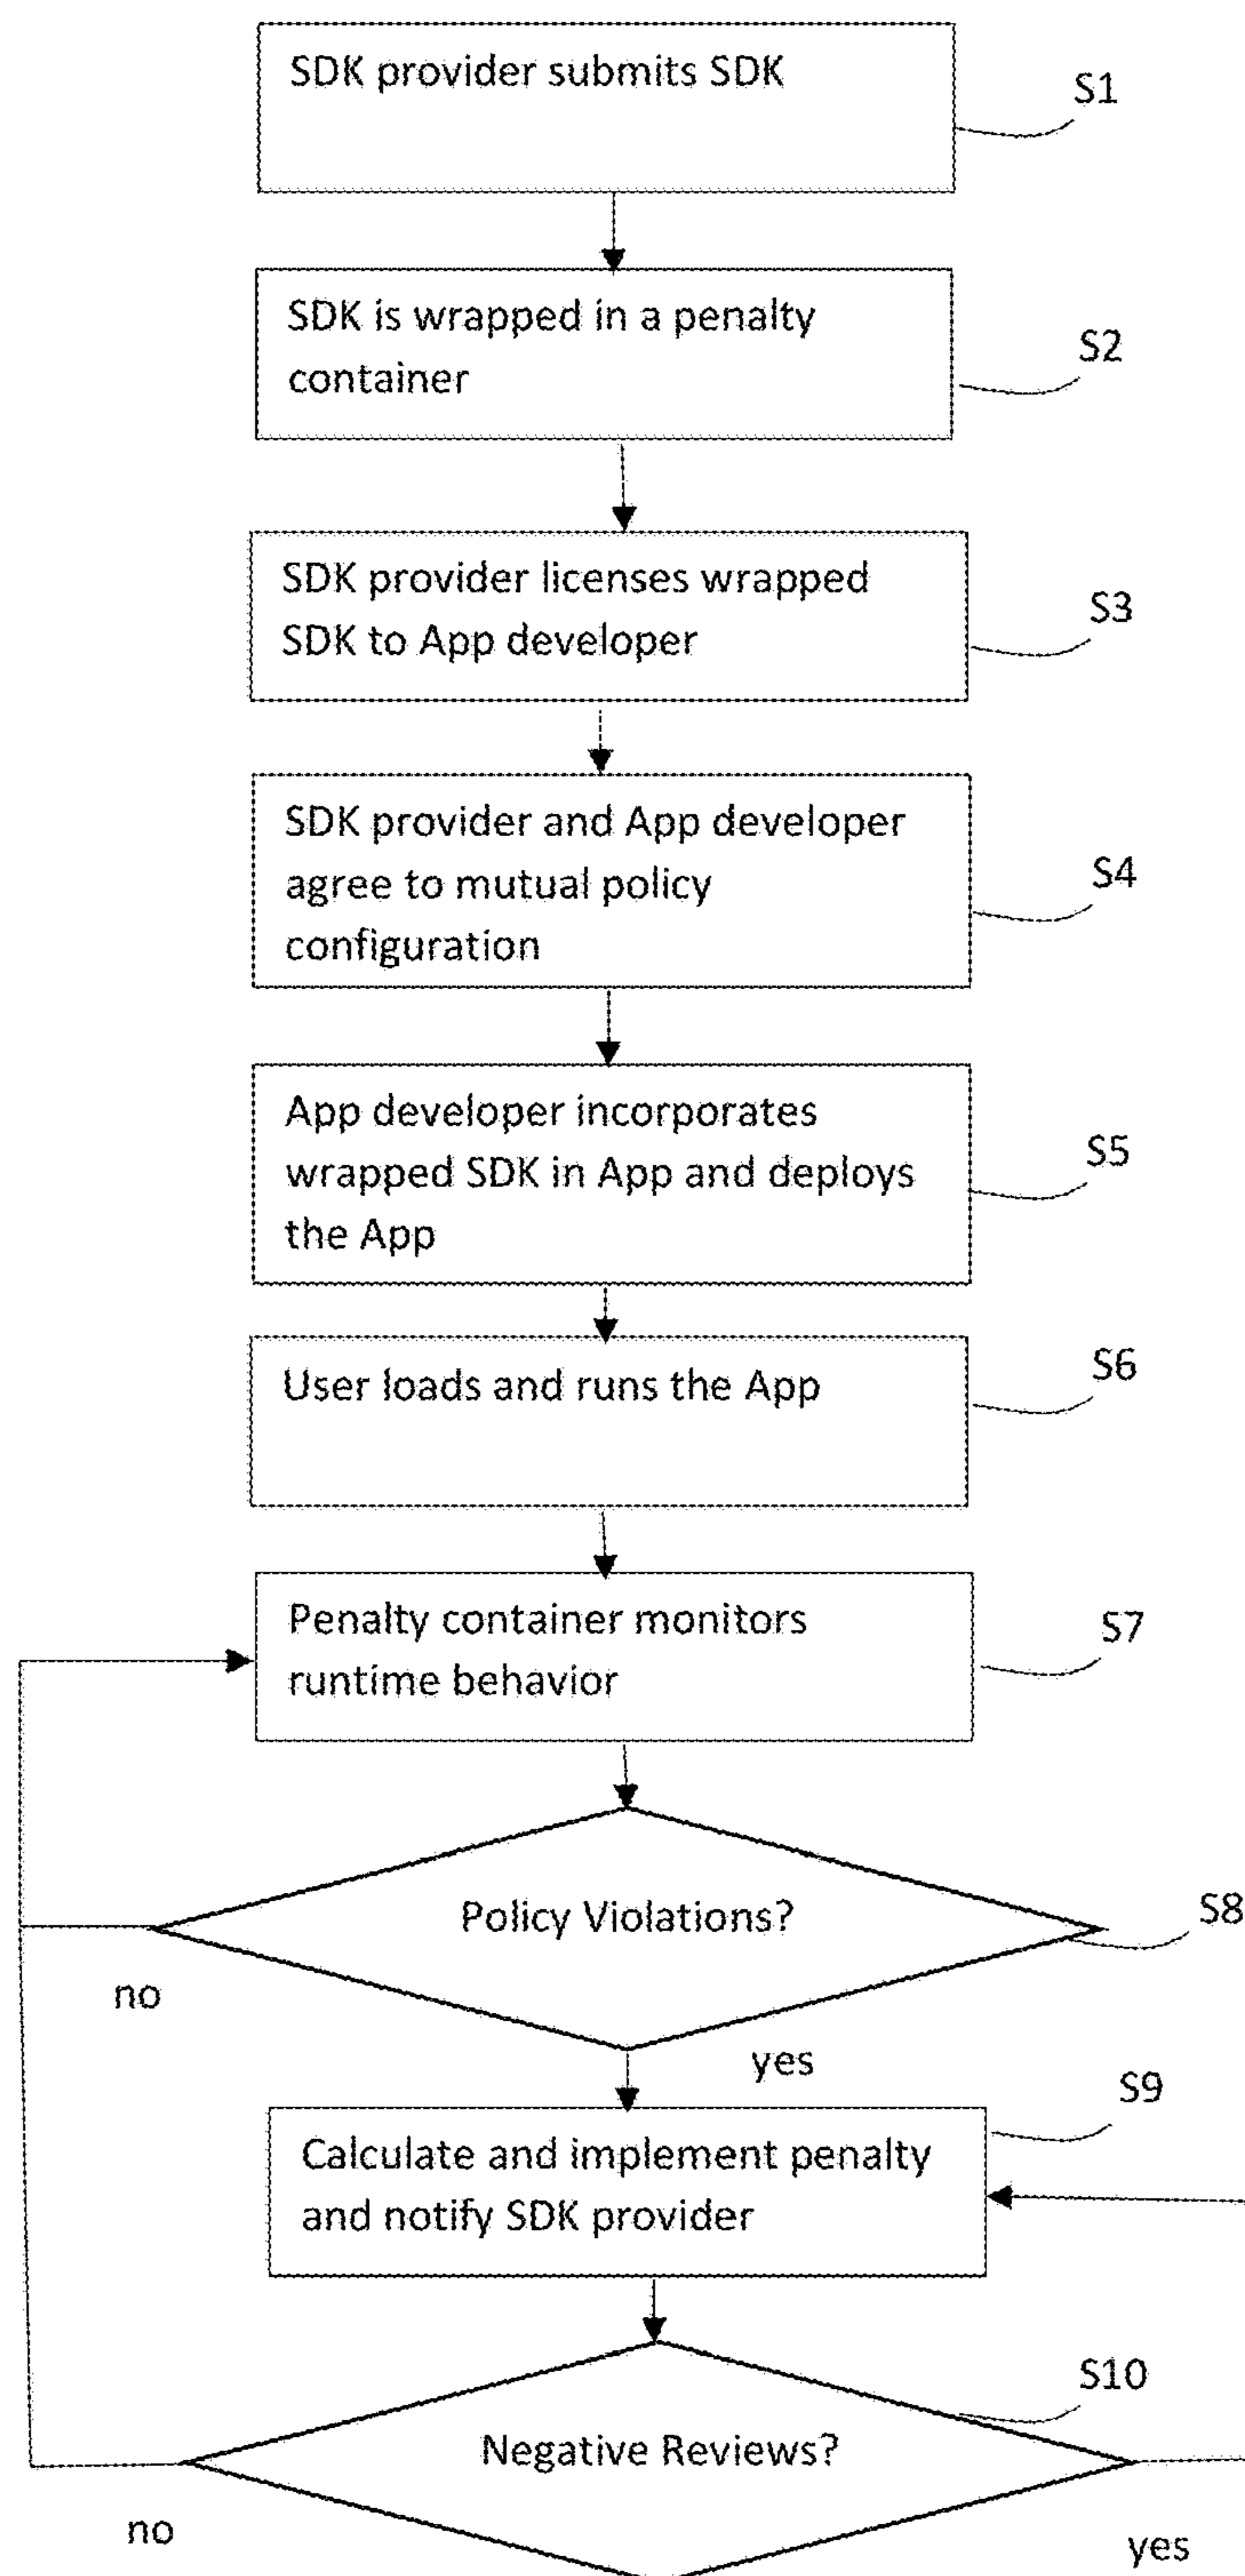 SDK provider submits SDK
S1
SDK is wrapped in a penalty
container
S2
SDK provider licenses wrapped
SDK to App developer
S3
SDK provider and App developer
agree to mutual policy
configuration
S4
App developer incorporates
wrapped SDK in App and deploys
the App
S5
User loads and runs the App
S6
Penalty container monitors
runtime behavior
S7
Policy Violations?
S8
no
yes
Calculate and implement penalty
and notify SDK provider
S9
Negative Reviews?
S10
no
yes